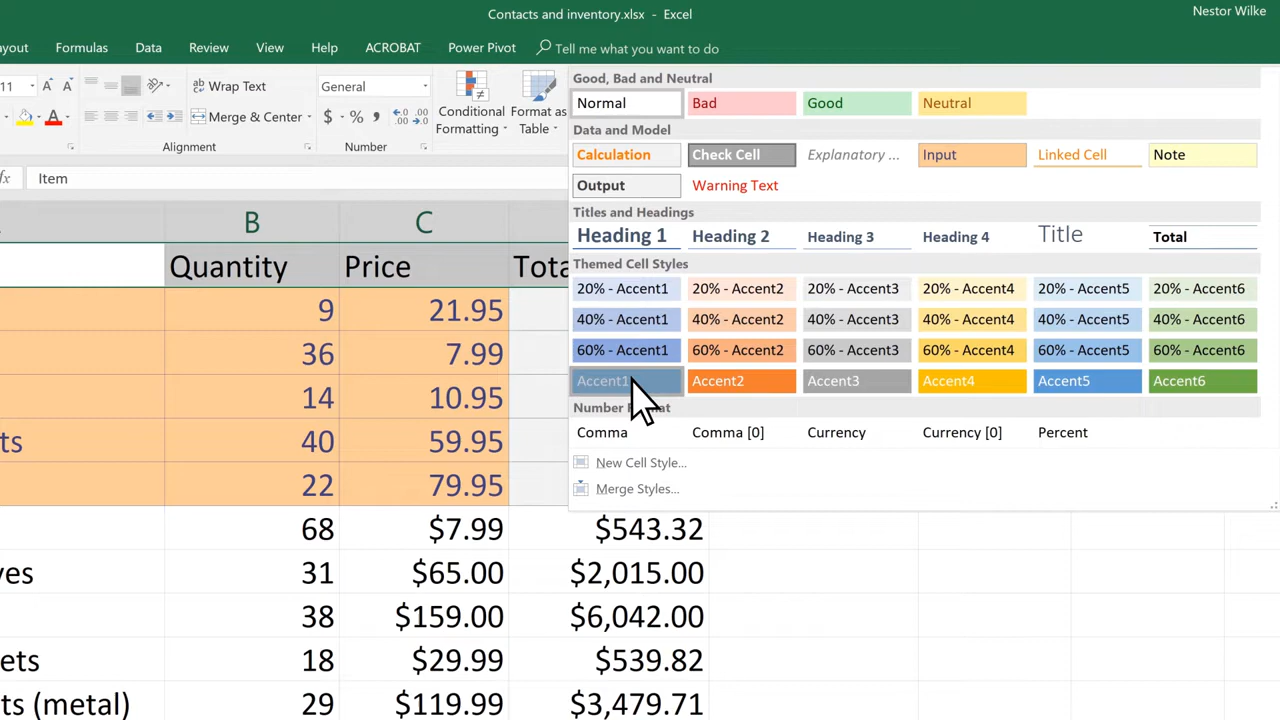 Contacts and inventory.xlsx - Excel
Nestor Wilke
ayout Formulas Data Review View Help ACROBAT Power Pivot Tell me what you want to do
11 A A Wrap Text General
A Merge & Center $ % , Conditional Formatting Format as Table
Alignment Number
fx Item
B C
Quantity Price Tota
9 21.95
36 7.99
14 10.95
ts 40 59.95
22 79.95
68 $7.99 $543.32
ves 31 $65.00 $2,015.00
38 $159.00 $6,042.00
ets 18 $29.99 $539.82
ts (metal) 29 $119.99 $3,479.71
Good, Bad and Neutral
Normal Bad Good Neutral
Data and Model
Calculation Check Cell Explanatory ... Input Linked Cell Note
Output Warning Text
Titles and Headings
Heading 1 Heading 2 Heading 3 Heading 4 Title Total
Themed Cell Styles
20% - Accent1 20% - Accent2 20% - Accent3 20% - Accent4 20% - Accent5 20% - Accent6
40% - Accent1 40% - Accent2 40% - Accent3 40% - Accent4 40% - Accent5 40% - Accent6
60% - Accent1 60% - Accent2 60% - Accent3 60% - Accent4 60% - Accent5 60% - Accent6
Accent1 Accent2 Accent3 Accent4 Accent5 Accent6
Number Format
Comma Comma [0] Currency Currency [0] Percent
New Cell Style...
Merge Styles...